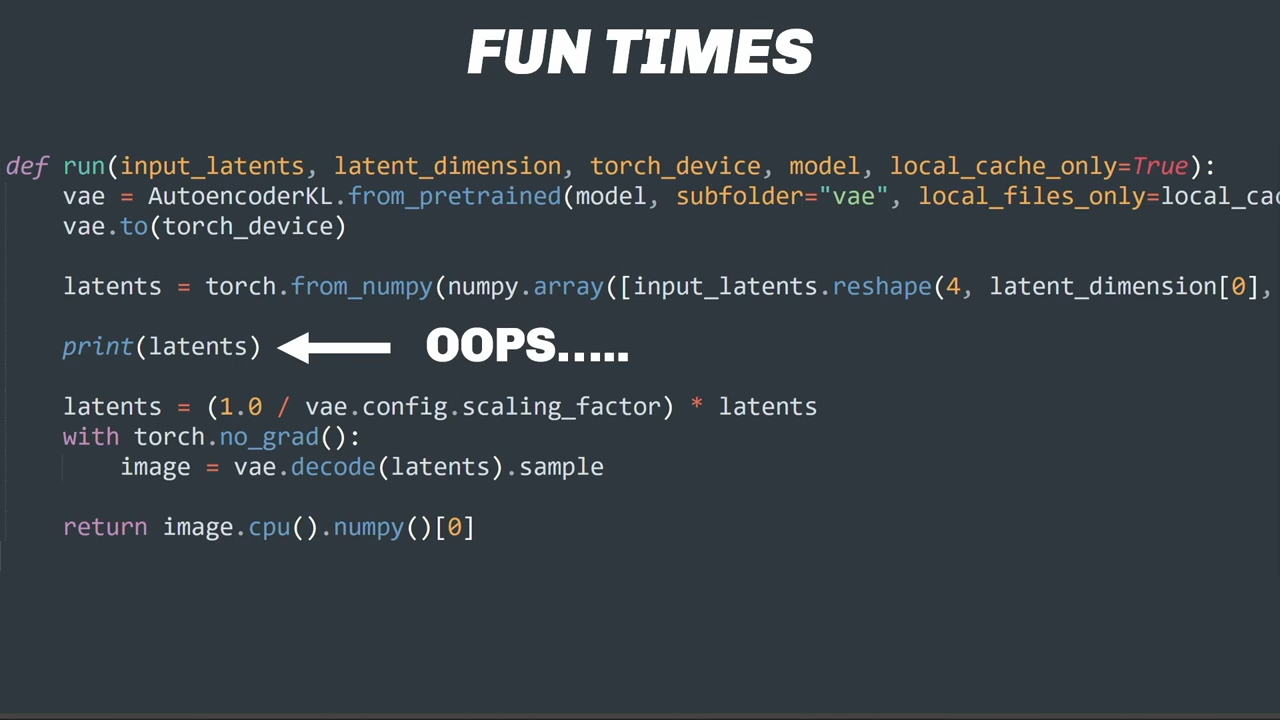 FUN TIMES
def run(input_latents, latent_dimension, torch_device, model, local_cache_only=True):
vae = AutoencoderKL.from_pretrained(model, subfolder="vae", local_files_only=local_cac
vae.to(torch_device)
latents = torch.from_numpy(numpy.array([input_latents.reshape(4, latent_dimension[0],
print(latents) OOPS.....
latents = (1.0 / vae.config.scaling_factor) * latents
with torch.no_grad():
image = vae.decode(latents).sample
return image.cpu().numpy()[0]